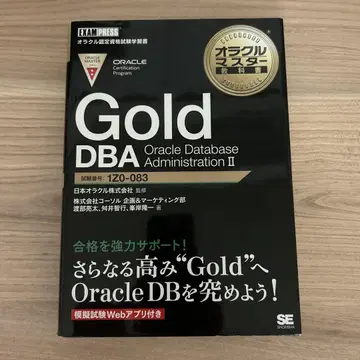 EXAMPRESS
オラクル認定資格試験学習書
ORACLE MASTER
ORACLE
Certification
Program
オラクル
マスター
教科書
Gold
DBA
Oracle Database
Administration II
試験番号 1Z0-083
日本オラクル株式会社 監修
株式会社コーソル 企画&マーケティング部
渡部亮太、舛井智行、峯岸隆一 著
合格を強力サポート!
さらなる高み“Gold”へ
Oracle DBを究めよう!
模擬試験Webアプリ付き
SE
SHOEISHA